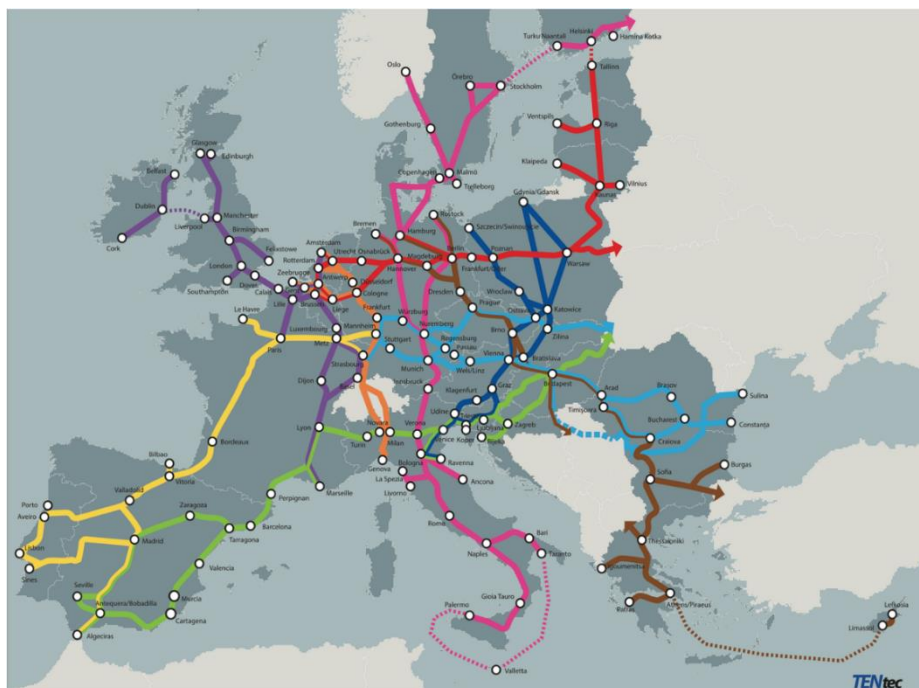 Oslo
Örebro
Stockholm
Turku/Naantali
Helsinki
Hamina Kotka
Tallinn
Gothenburg
Ventspils
Riga
Glasgow
Edinburgh
Klaipeda
Belfast
Copenhagen
Malmö
Trelleborg
Kaunas
Vilnius
Dublin
Liverpool
Manchester
Gdynia/Gdansk
Rostock
Bremen
Hamburg
Szczecin/Swinoujscie
Cork
Birmingham
Felixstowe
Amsterdam
Utrecht
Osnabrück
Magdeburg
Berlin
Poznan
Warsaw
London
Rotterdam
Hannover
Frankfurt/Oder
Southampton
Dover
Calais
Zeebrugge
Antwerp
Düsseldorf
Cologne
Dresden
Wroclaw
Lille
Brussels
Liège
Frankfurt
Prague
Ostrava
Katowice
Le Havre
Luxembourg
Mannheim
Würzburg
Nuremberg
Brno
Zilina
Paris
Metz
Stuttgart
Regensburg
Passau
Strasbourg
Munich
Wels/Linz
Vienna
Bratislava
Dijon
Basel
Innsbruck
Klagenfurt
Graz
Budapest
Arad
Brasov
Sulina
Udine
Timişoara
Bucharest
Constanţa
Lyon
Novara
Verona
Ljubljana
Zagreb
Turin
Milan
Venice
Koper
Rijeka
Craiova
Bordeaux
Genova
Bologna
Ravenna
Sofia
Burgas
Bilbao
La Spezia
Livorno
Ancona
Vitoria
Marseille
Porto
Valladolid
Zaragoza
Perpignan
Aveiro
Barcelona
Roma
Bari
Madrid
Tarragona
Naples
Taranto
Thessaloniki
Lisbon
Igoumenitsa
Sines
Valencia
Seville
Murcia
Gioia Tauro
Patras
Athens/Piraeus
Antequera/Bobadilla
Cartagena
Palermo
Lefkosia
Algeciras
Limassol
Valletta
TENtec